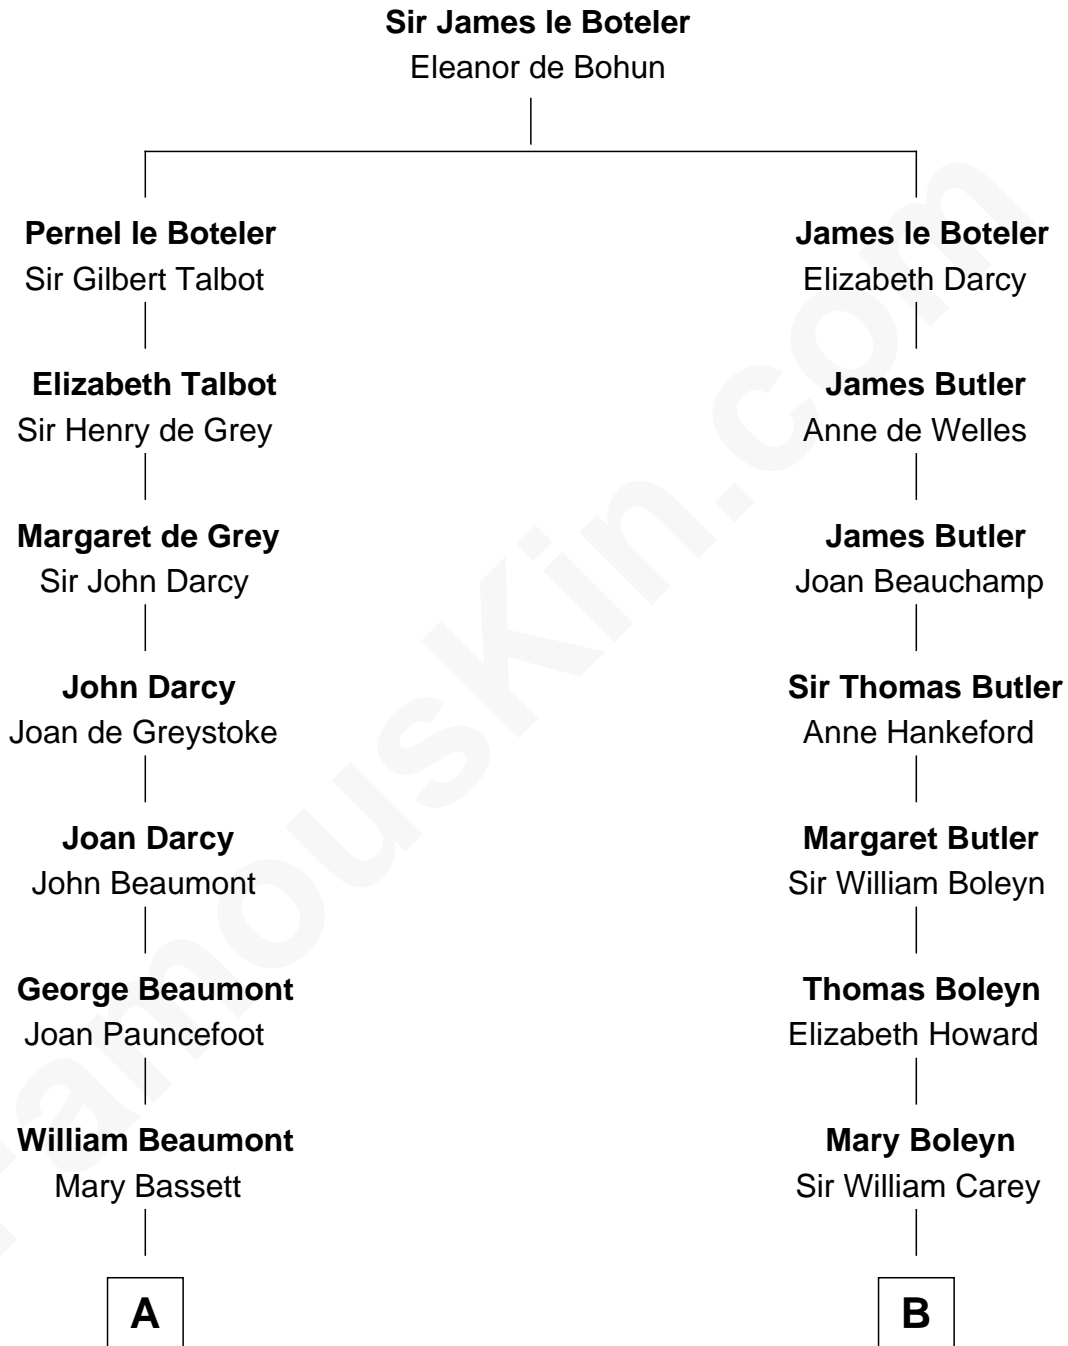 Sir James le Boteler
Eleanor de Bohun
Pernel le Boteler
Sir Gilbert Talbot
James le Boteler
Elizabeth Darcy
Elizabeth Talbot
Sir Henry de Grey
James Butler
Anne de Welles
Margaret de Grey
Sir John Darcy
James Butler
Joan Beauchamp
John Darcy
Joan de Greystoke
Sir Thomas Butler
Anne Hankeford
Joan Darcy
John Beaumont
Margaret Butler
Sir William Boleyn
George Beaumont
Joan Pauncefoot
Thomas Boleyn
Elizabeth Howard
William Beaumont
Mary Bassett
Mary Boleyn
Sir William Carey
A
B
FamousKin.com